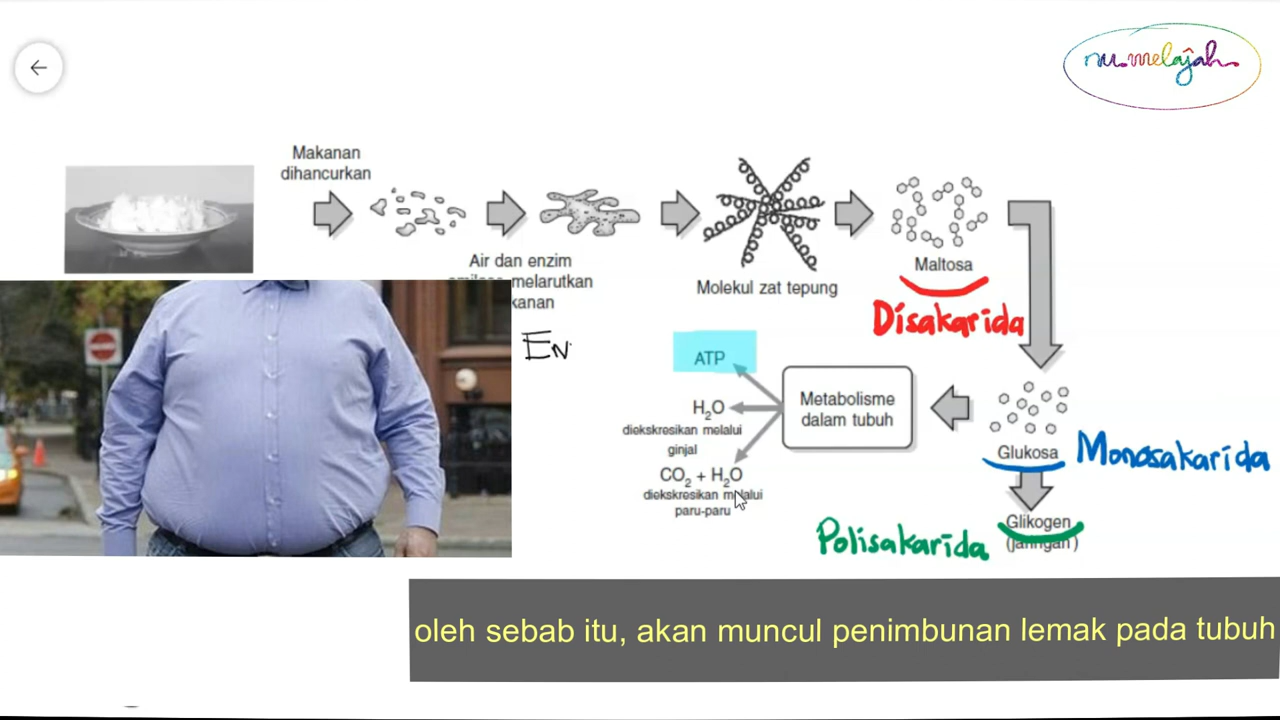 nu.melajah
Makanan
dihancurkan
Air dan enzim
melarutkan
Molekul zat tepung
Maltosa
Disakarida
EN
ATP
H₂O
diekskresikan melalui
ginjal
CO₂ + H₂O
diekskresikan melalui
paru-paru
Metabolisme
dalam tubuh
Glukosa
Monosakarida
Glikogen
(jaringan)
Polisakarida
oleh sebab itu, akan muncul penimbunan lemak pada tubuh